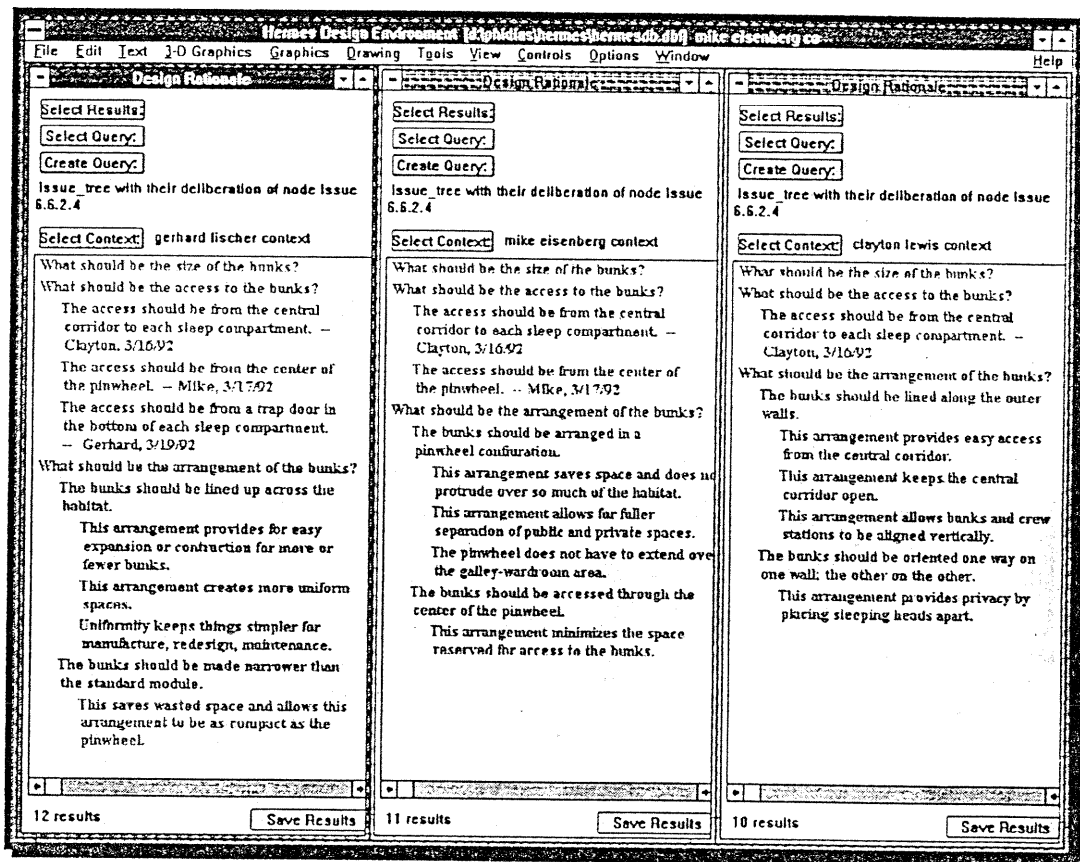 Hermes Design Environment [d:\phidias\hermes\hermesdb.dbf] mike eisenberg co
File Edit Text 3-D Graphics Graphics Drawing Tools View Controls Options Window
Help
Design Rationale
Select Results:
Select Query:
Create Query:
Issue_tree with their deliberation of node Issue
6.6.2.4
Select Context: gerhard fischer context
What should be the size of the bunks?
What should be the access to the bunks?
The access should be from the central
corridor to each sleep compartment. --
Clayton, 3/16/92
The access should be from the center of
the pinwheel. -- Mike, 3/17/92
The access should be from a trap door in
the bottom of each sleep compartment.
-- Gerhard, 3/19/92
What should be the arrangement of the bunks?
The bunks should be lined up across the
habitat.
This arrangement provides for easy
expansion or contraction for more or
fewer bunks.
This arrangement creates more uniform
spaces.
Uniformity keeps things simpler for
manufacture, redesign, maintenance.
The bunks should be made narrower than
the standard module.
This saves wasted space and allows this
arrangement to be as compact as the
pinwheel.
12 results
Save Results
Design Rationale
Select Results:
Select Query:
Create Query:
Issue_tree with their deliberation of node Issue
6.6.2.4
Select Context: mike eisenberg context
What should be the size of the bunks?
What should be the access to the bunks?
The access should be from the central
corridor to each sleep compartment. --
Clayton, 3/16/92
The access should be from the center of
the pinwheel. -- Mike, 3/17/92
What should be the arrangement of the bunks?
The bunks should be arranged in a
pinwheel confiuration.
This arrangement saves space and does no
protrude over so much of the habitat.
This arrangement allows for fuller
separation of public and private spaces.
The pinwheel does not have to extend ove
the galley-wardroom area.
The bunks should be accessed through the
center of the pinwheel.
This arrangement minimizes the space
reserved for access to the bunks.
11 results
Save Results
Design Rationale
Select Results:
Select Query:
Create Query:
Issue_tree with their deliberation of node Issue
6.6.2.4
Select Context: clayton lewis context
What should be the size of the bunks?
What should be the access to the bunks?
The access should be from the central
corridor to each sleep compartment. --
Clayton, 3/16/92
What should be the arrangement of the bunks?
The bunks should be lined along the outer
walls.
This arrangement provides easy access
from the central corridor.
This arrangement keeps the central
corridor open.
This arrangement allows bunks and crew
stations to be aligned vertically.
The bunks should be oriented one way on
one wall; the other on the other.
This arrangement provides privacy by
placing sleeping heads apart.
10 results
Save Results